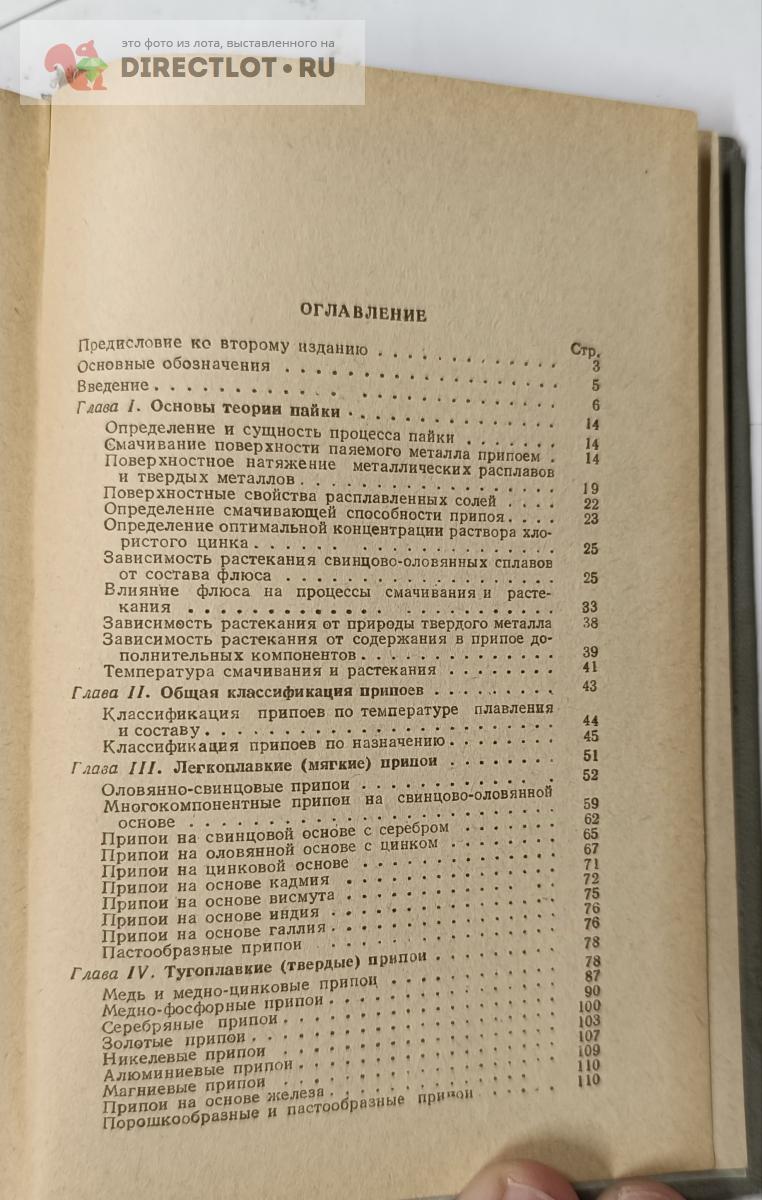 это фото из лота, выставленного на
DIRECTLOT•RU
ОГЛАВЛЕНИЕ
Стр.
Предисловие ко второму изданию . . . . . . . . . 3
Основные обозначения . . . . . . . . . . . . . 5
Введение . . . . . . . . . . . . . . . . . . 6
Глава I. Основы теории пайки . . . . . . . . . . 14
Определение и сущность процесса пайки . . . . . . 14
Смачивание поверхности паяемого металла припоем . 14
Поверхностное натяжение металлических расплавов
и твердых металлов . . . . . . . . . . . . . . 19
Поверхностные свойства расплавленных солей . . . . 22
Определение смачивающей способности припоя . . . . 23
Определение оптимальной концентрации раствора хло-
ристого цинка . . . . . . . . . . . . . . . . 25
Зависимость растекания свинцово-оловянных сплавов
от состава флюса . . . . . . . . . . . . . . . 25
Влияние флюса на процессы смачивания и расте-
кания . . . . . . . . . . . . . . . . . . . . 33
Зависимость растекания от природы твердого металла 38
Зависимость растекания от содержания в припое до-
полнительных компонентов . . . . . . . . . . . 39
Температура смачивания и растекания . . . . . . . 41
Глава II. Общая классификация припоев . . . . . . . 43
Классификация припоев по температуре плавления
и составу . . . . . . . . . . . . . . . . . . 44
Классификация припоев по назначению . . . . . . . 45
Глава III. Легкоплавкие (мягкие) припои . . . . . . 51
Оловянно-свинцовые припои . . . . . . . . . . . 52
Многокомпонентные припои на свинцово-оловянной
основе . . . . . . . . . . . . . . . . . . . . 59
Припои на свинцовой основе с серебром . . . . . . 62
Припои на оловянной основе с цинком . . . . . . . 65
Припои на цинковой основе . . . . . . . . . . . 67
Припои на основе кадмия . . . . . . . . . . . . 71
Припои на основе висмута . . . . . . . . . . . . 72
Припои на основе индия . . . . . . . . . . . . . 75
Припои на основе галлия . . . . . . . . . . . . 76
Пастообразные припои . . . . . . . . . . . . . 76
Глава IV. Тугоплавкие (твердые) припои . . . . . . 78
Медь и медно-цинковые припои . . . . . . . . . . 78
Медно-фосфорные припои . . . . . . . . . . . . 87
Серебряные припои . . . . . . . . . . . . . . . 90
Золотые припои . . . . . . . . . . . . . . . . 100
Никелевые припои . . . . . . . . . . . . . . . 103
Алюминиевые припои . . . . . . . . . . . . . . 107
Магниевые припои . . . . . . . . . . . . . . . 109
Припои на основе железа . . . . . . . . . . . . 110
Порошкообразные и пастообразные припои . . . . . 110